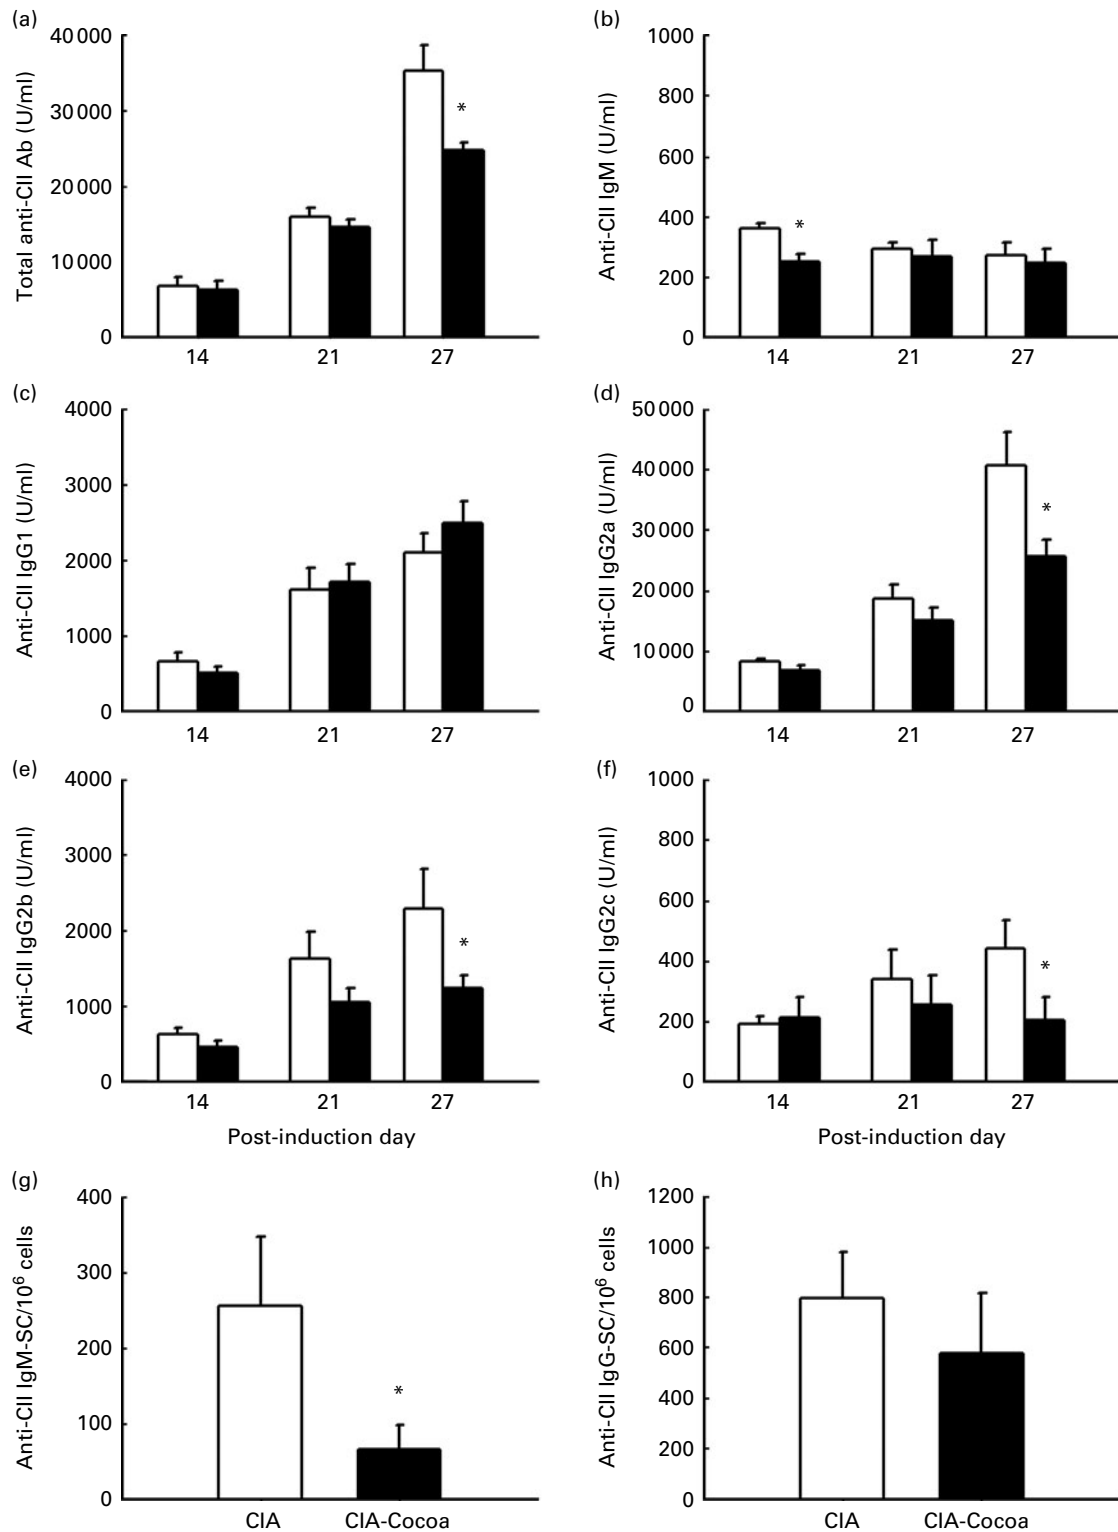 (a)
Total anti-CII Ab (U/ml)
40 000
30 000
20 000
10 000
0
*
14 21 27
(b)
Anti-CII IgM (U/ml)
1000
800
600
400
200
0
*
14 21 27
(c)
Anti-CII IgG1 (U/ml)
4000
3000
2000
1000
0
14 21 27
(d)
Anti-CII IgG2a (U/ml)
50 000
40 000
30 000
20 000
10 000
0
*
14 21 27
(e)
Anti-CII IgG2b (U/ml)
4000
3000
2000
1000
0
*
14 21 27
Post-induction day
(f)
Anti-CII IgG2c (U/ml)
1000
800
600
400
200
0
*
14 21 27
Post-induction day
(g)
Anti-CII IgM-SC/10⁶ cells
400
300
200
100
0
*
CIA CIA-Cocoa
(h)
Anti-CII IgG-SC/10⁶ cells
1200
1000
800
600
400
200
0
CIA CIA-Cocoa